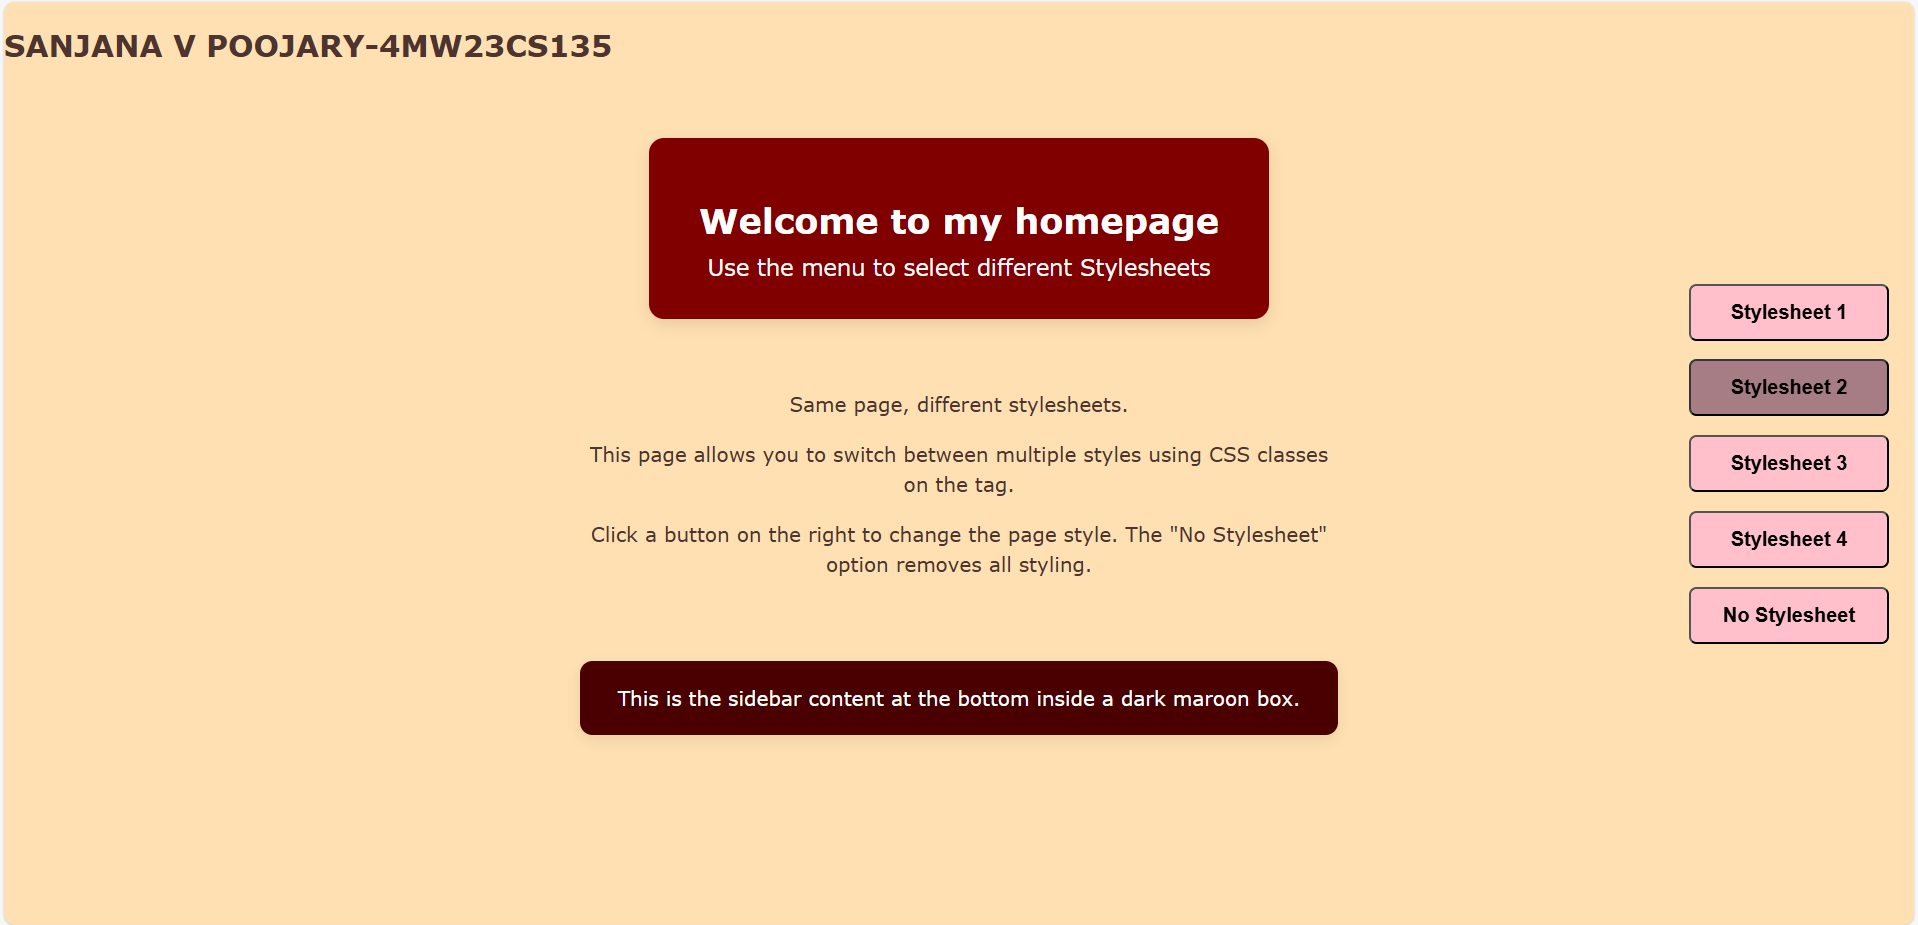 SANJANA V POOJARY-4MW23CS135
Welcome to my homepage
Use the menu to select different Stylesheets
Same page, different stylesheets.
This page allows you to switch between multiple styles using CSS classes
on the tag.
Click a button on the right to change the page style. The "No Stylesheet"
option removes all styling.
This is the sidebar content at the bottom inside a dark maroon box.
Stylesheet 1
Stylesheet 2
Stylesheet 3
Stylesheet 4
No Stylesheet